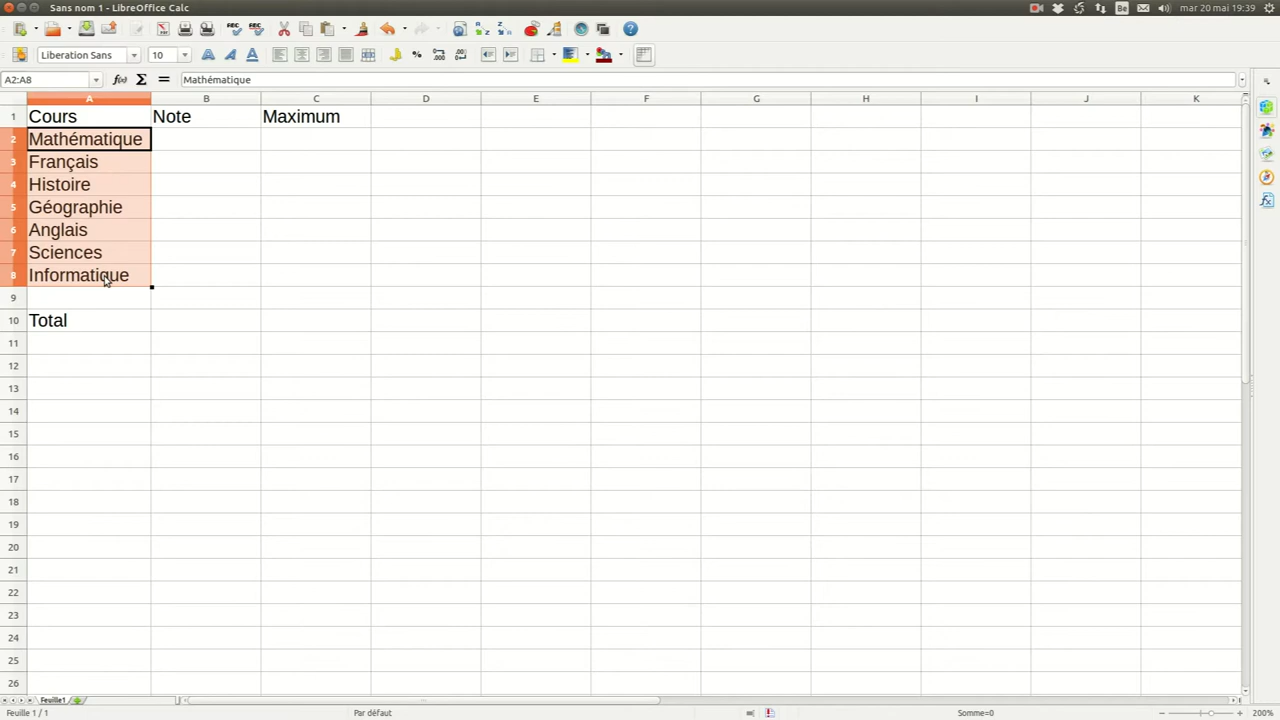 Sans nom 1 - LibreOffice Calc
Be
mar 20 mai 19:39
Liberation Sans
10
A2:A8
Mathématique
A B C D E F G H I J K
1 Cours Note Maximum
2 Mathématique
3 Français
4 Histoire
5 Géographie
6 Anglais
7 Sciences
8 Informatique
9
10 Total
11
12
13
14
15
16
17
18
19
20
21
22
23
24
25
26
Feuille1
Feuille 1 / 1 Par défaut Somme=0 200%